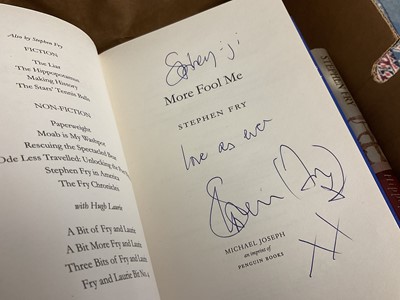 Also by Stephen Fry
FICTION
The Liar
The Hippopotamus
Making History
The Stars' Tennis Balls
NON-FICTION
Paperweight
Moab is My Washpot
Rescuing the Spectacled Bear
Ode Less Travelled: Unlocking the
Stephen Fry in America
The Fry Chronicles
with Hugh Laurie
A Bit of Fry and Laurie
A Bit More Fry and Laurie
Three Bits of Fry and Laurie
Fry and Laurie Bit No. 4
More Fool Me
STEPHEN FRY
love as ever
(Fry)
XX
MICHAEL JOSEPH
an imprint of
PENGUIN BOOKS
STEPHEN FRY